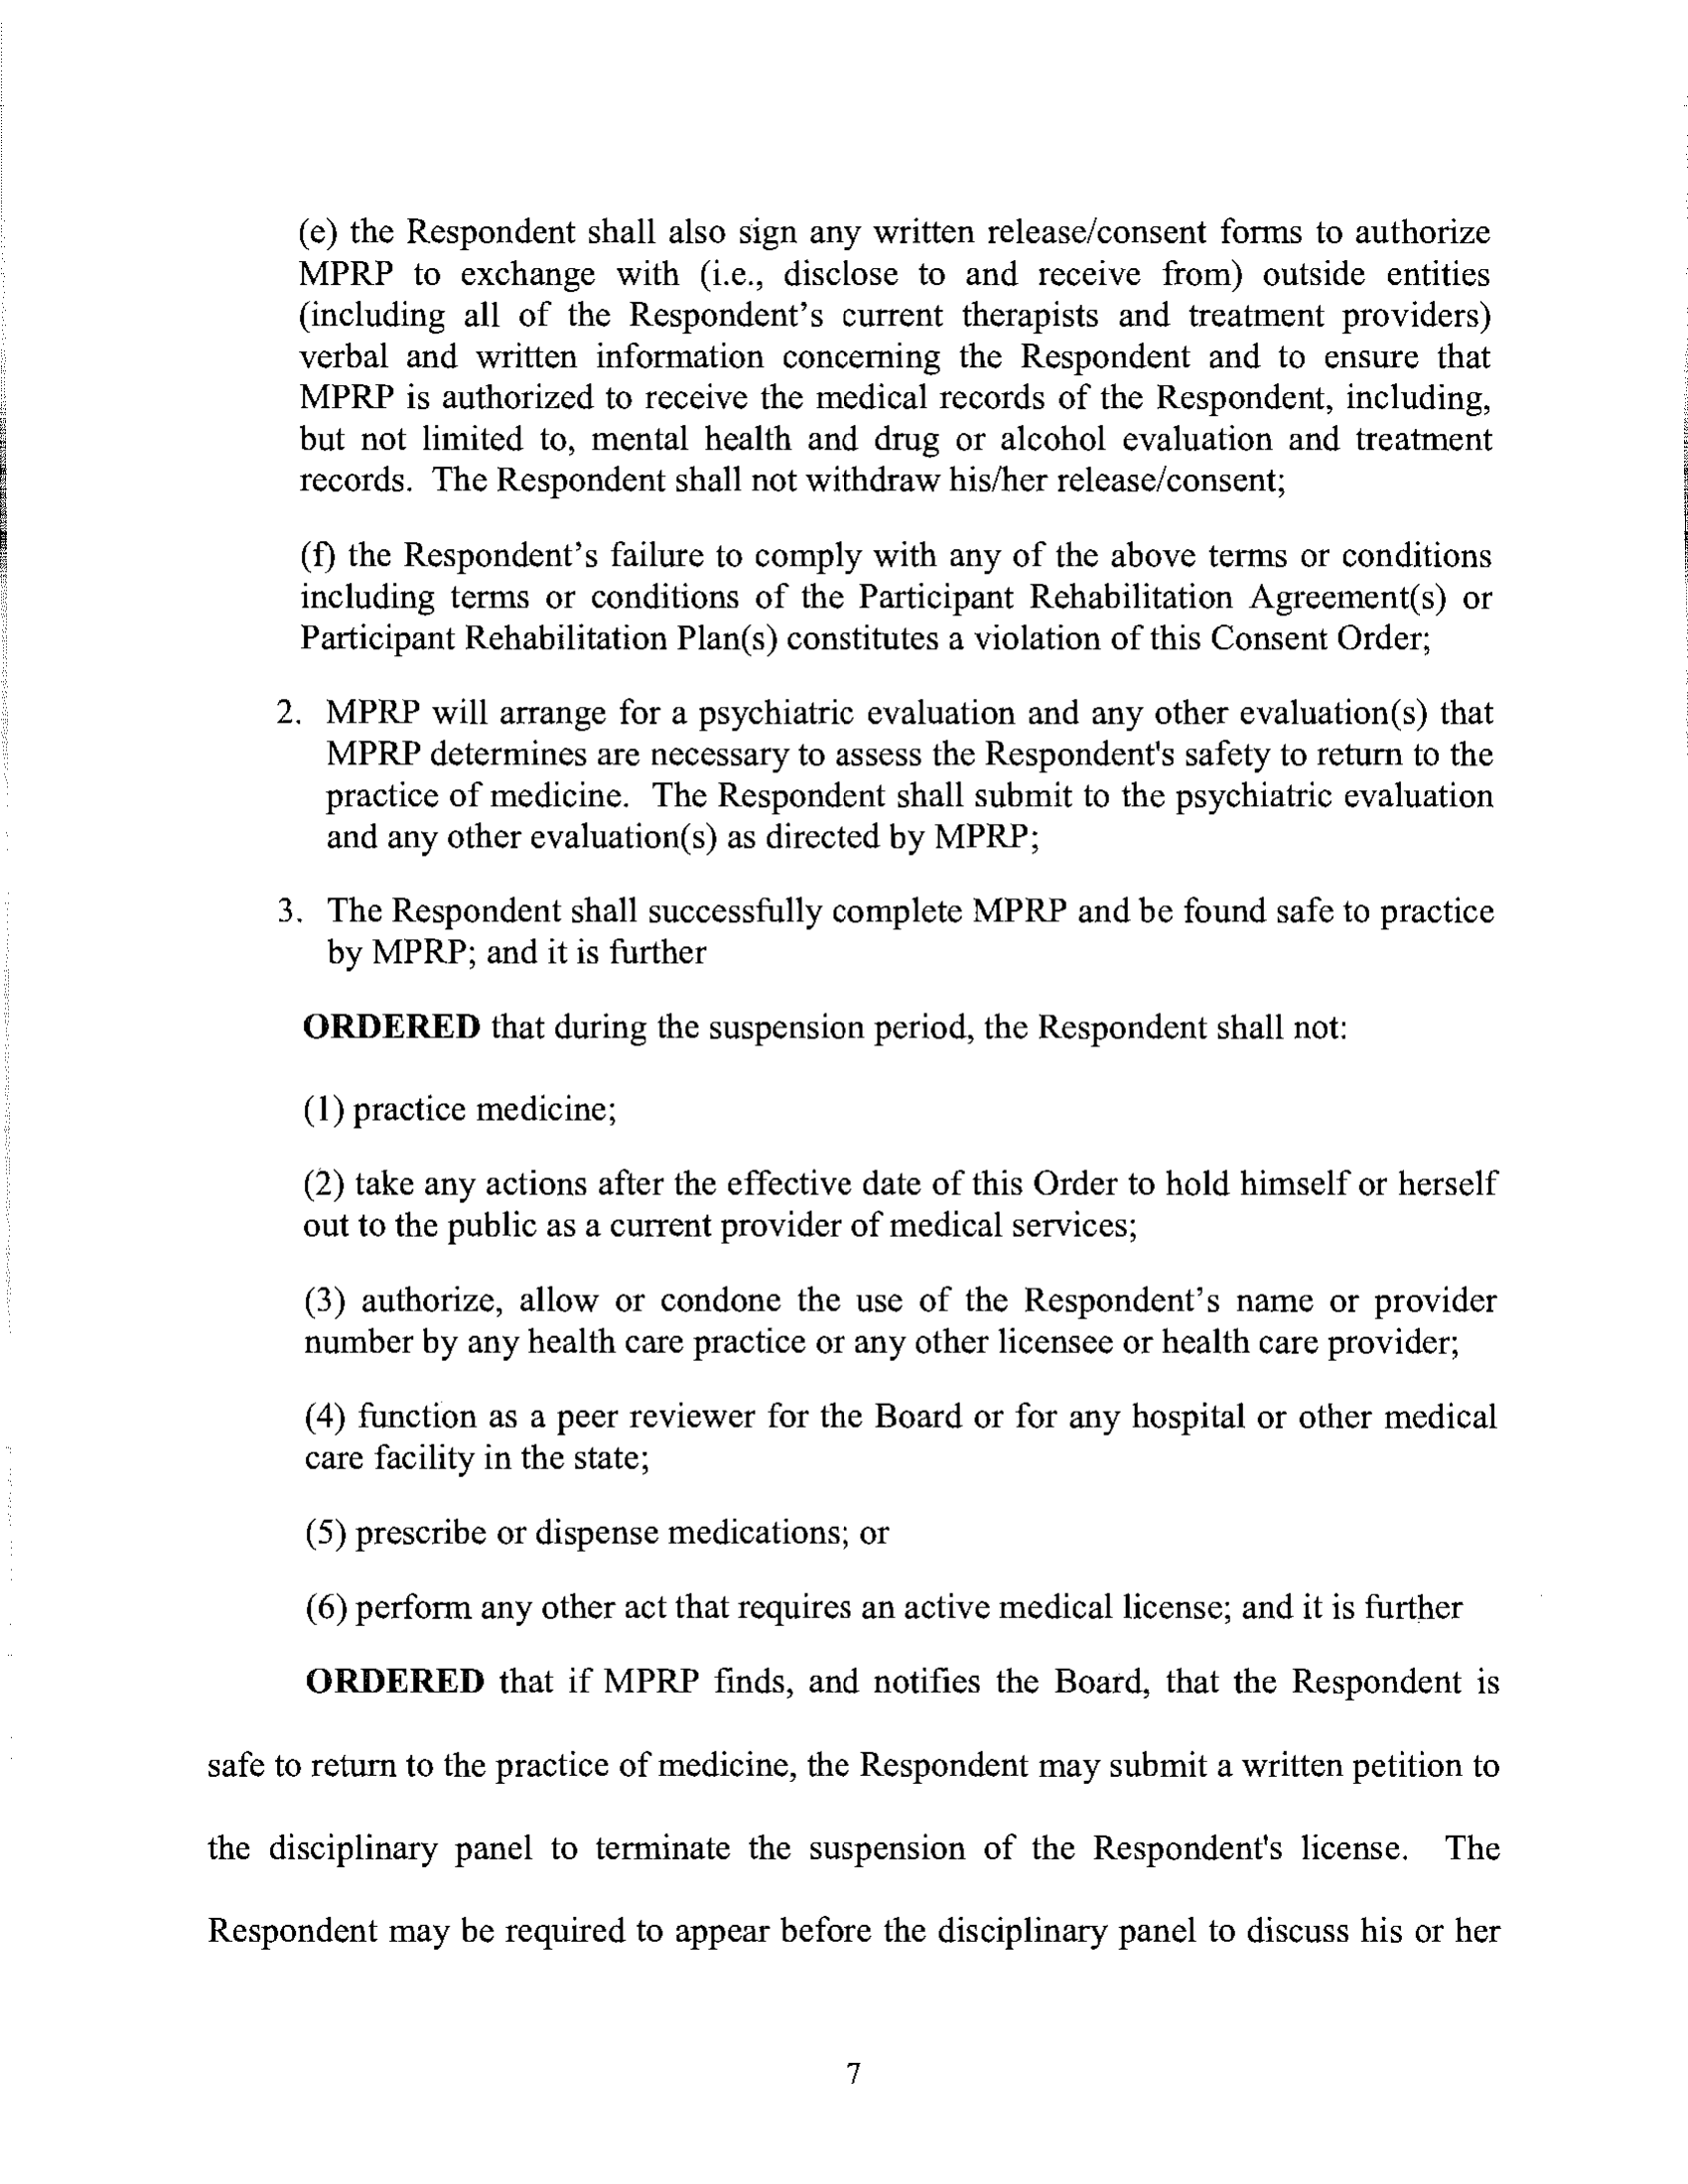 (e) the Respondent shall also sign any written release/consent forms to authorize
MPRP to exchange with (i.e., disclose to and receive from) outside entities
(including all of the Respondent’s current therapists and treatment providers)
verbal and written information concerning the Respondent and to ensure that
MPRP is authorized to receive the medical records of the Respondent, including,
but not limited to, mental health and drug or alcohol evaluation and treatment
records. The Respondent shall not withdraw his/her release/consent;
(f) the Respondent’s failure to comply with any of the above terms or conditions
including terms or conditions of the Participant Rehabilitation Agreement(s) or
Participant Rehabilitation Plan(s) constitutes a violation of this Consent Order;
2. MPRP will arrange for a psychiatric evaluation and any other evaluation(s) that
MPRP determines are necessary to assess the Respondent's safety to return to the
practice of medicine. The Respondent shall submit to the psychiatric evaluation
and any other evaluation(s) as directed by MPRP;
3. The Respondent shall successfully complete MPRP and be found safe to practice
by MPRP; and it is further
ORDERED that during the suspension period, the Respondent shall not:
(1) practice medicine;
(2) take any actions after the effective date of this Order to hold himself or herself
out to the public as a current provider of medical services;
(3) authorize, allow or condone the use of the Respondent’s name or provider
number by any health care practice or any other licensee or health care provider;
(4) function as a peer reviewer for the Board or for any hospital or other medical
care facility in the state;
(5) prescribe or dispense medications; or
(6) perform any other act that requires an active medical license; and it is further
ORDERED that if MPRP finds, and notifies the Board, that the Respondent is
safe to return to the practice of medicine, the Respondent may submit a written petition to
the disciplinary panel to terminate the suspension of the Respondent's license. The
Respondent may be required to appear before the disciplinary panel to discuss his or her
7